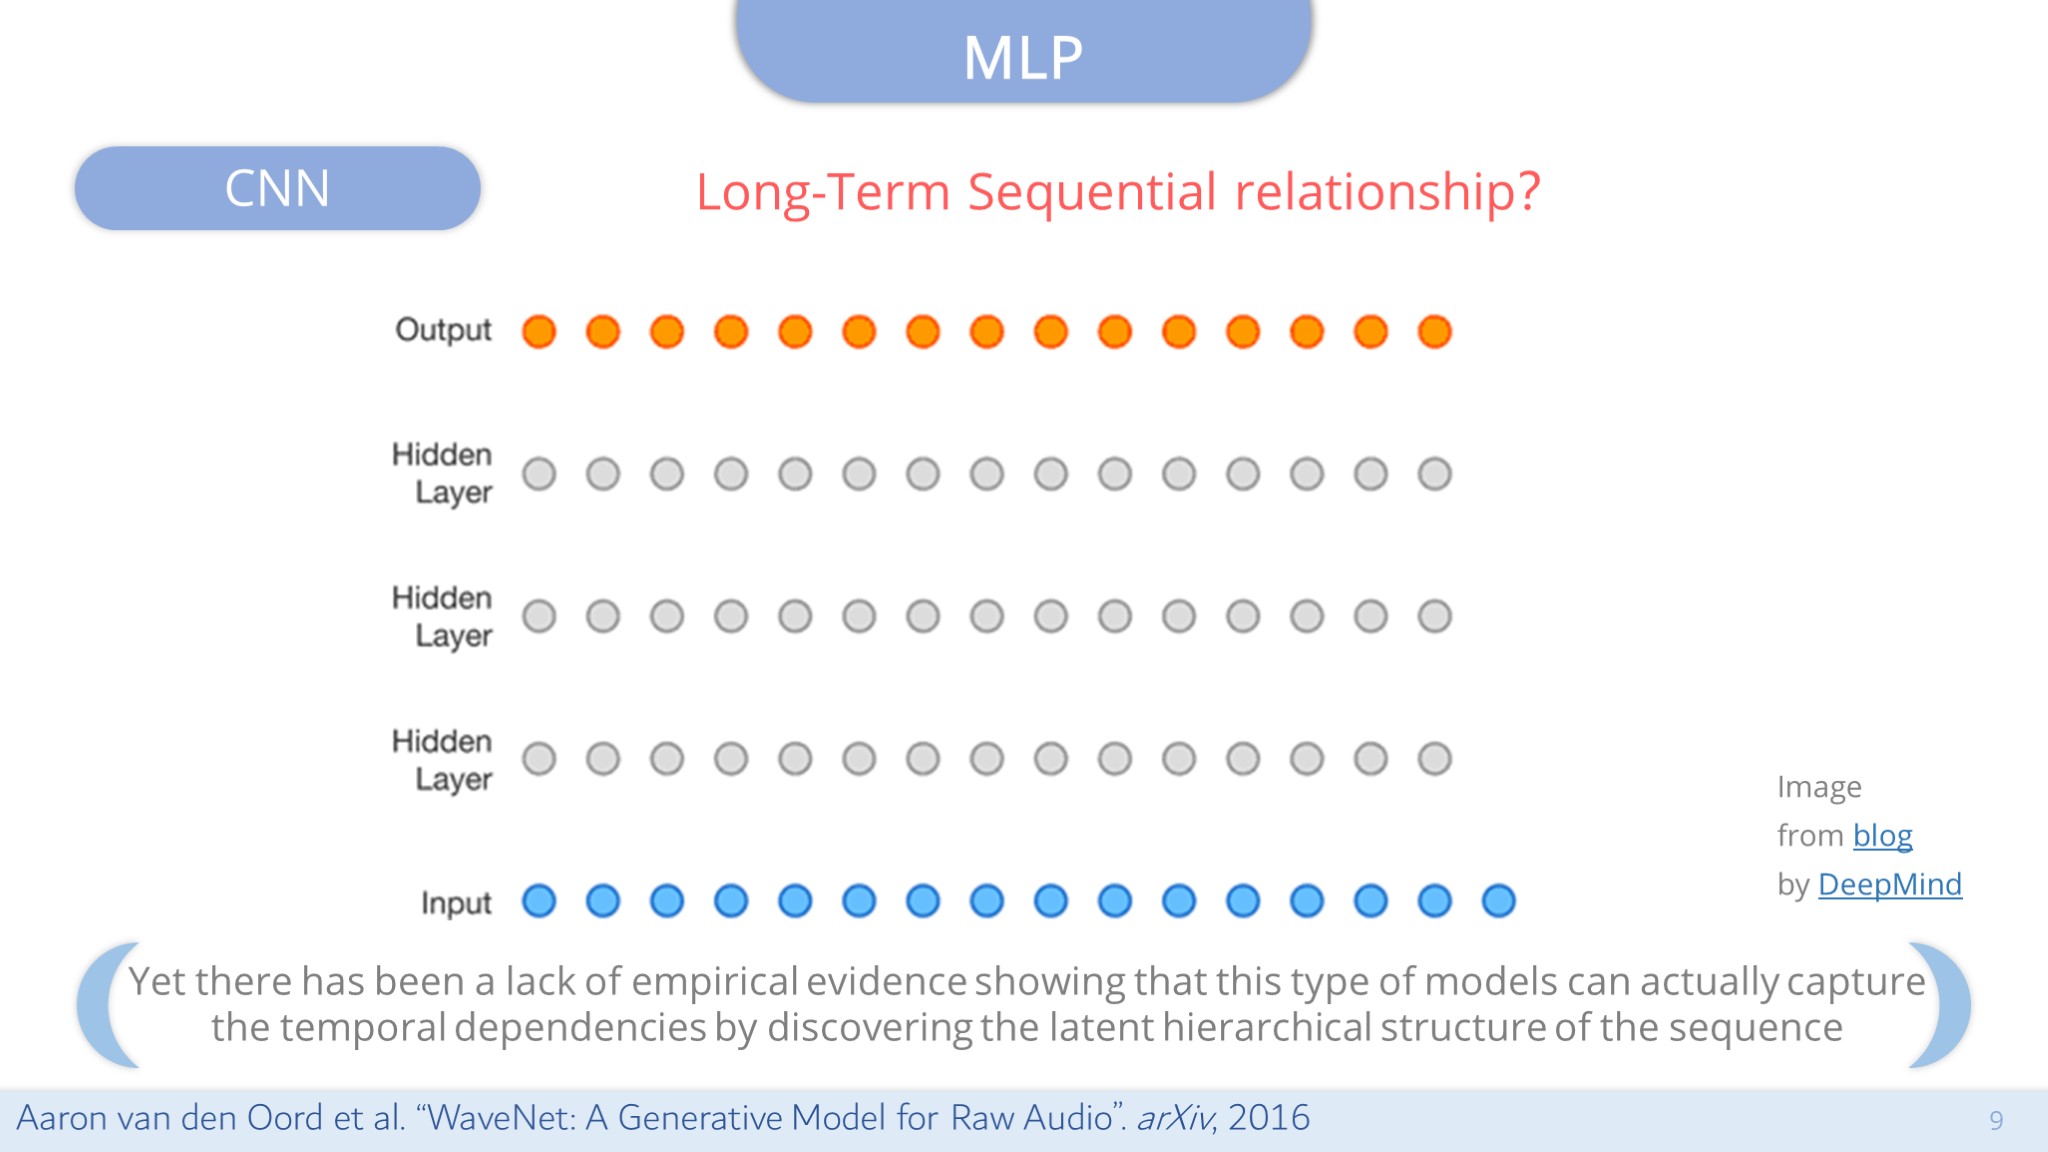 MLP
CNN
Long-Term Sequential relationship?
Output
Hidden
Layer
Hidden
Layer
Hidden
Layer
Input
Image
from blog
by DeepMind
Yet there has been a lack of empirical evidence showing that this type of models can actually capture
the temporal dependencies by discovering the latent hierarchical structure of the sequence
Aaron van den Oord et al. “WaveNet: A Generative Model for Raw Audio”. arXiv, 2016
9